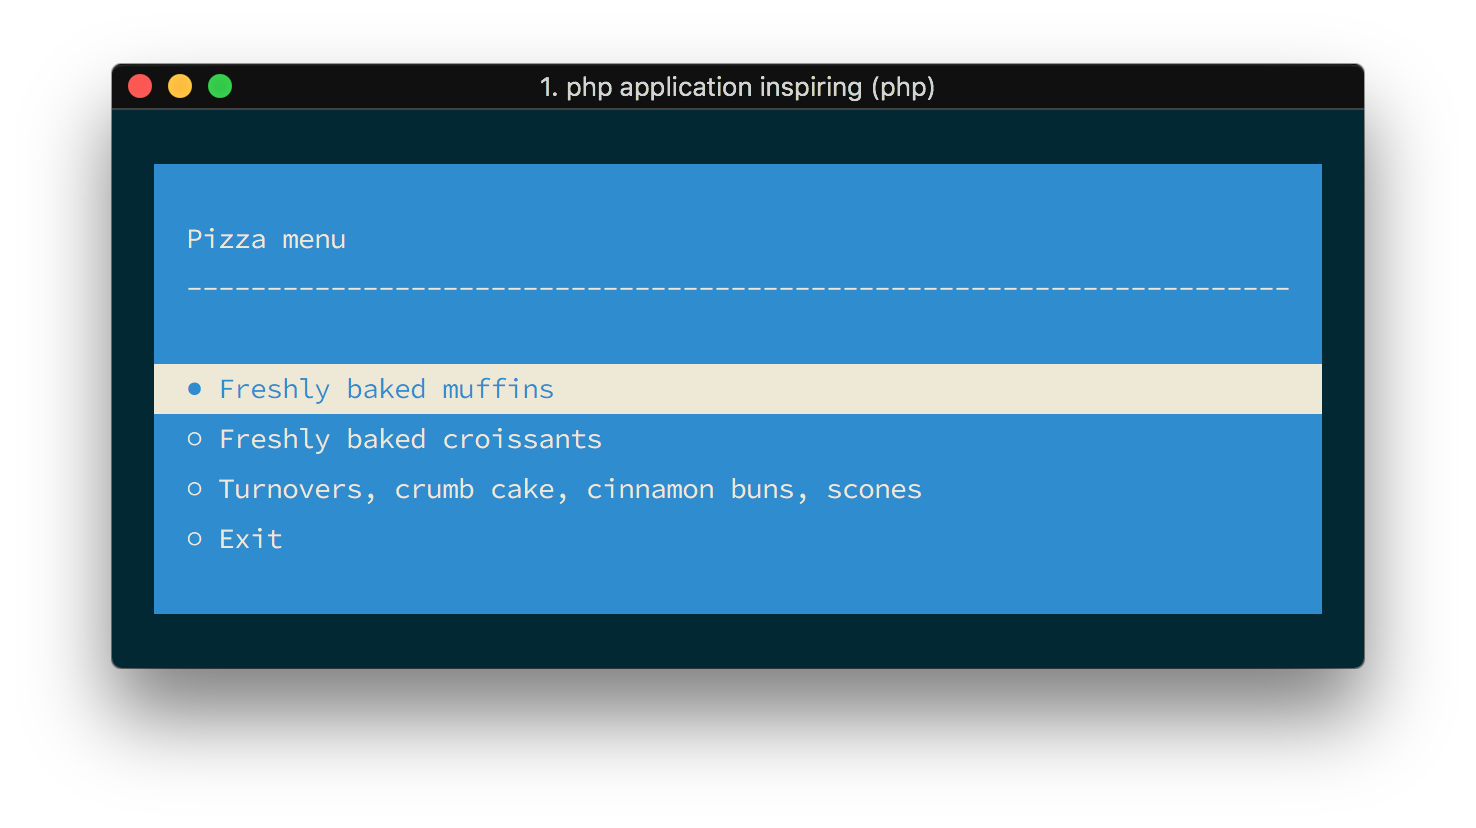 1. php application inspiring (php)
Pizza menu
---------------------------------------------------------------------
● Freshly baked muffins
○ Freshly baked croissants
○ Turnovers, crumb cake, cinnamon buns, scones
○ Exit